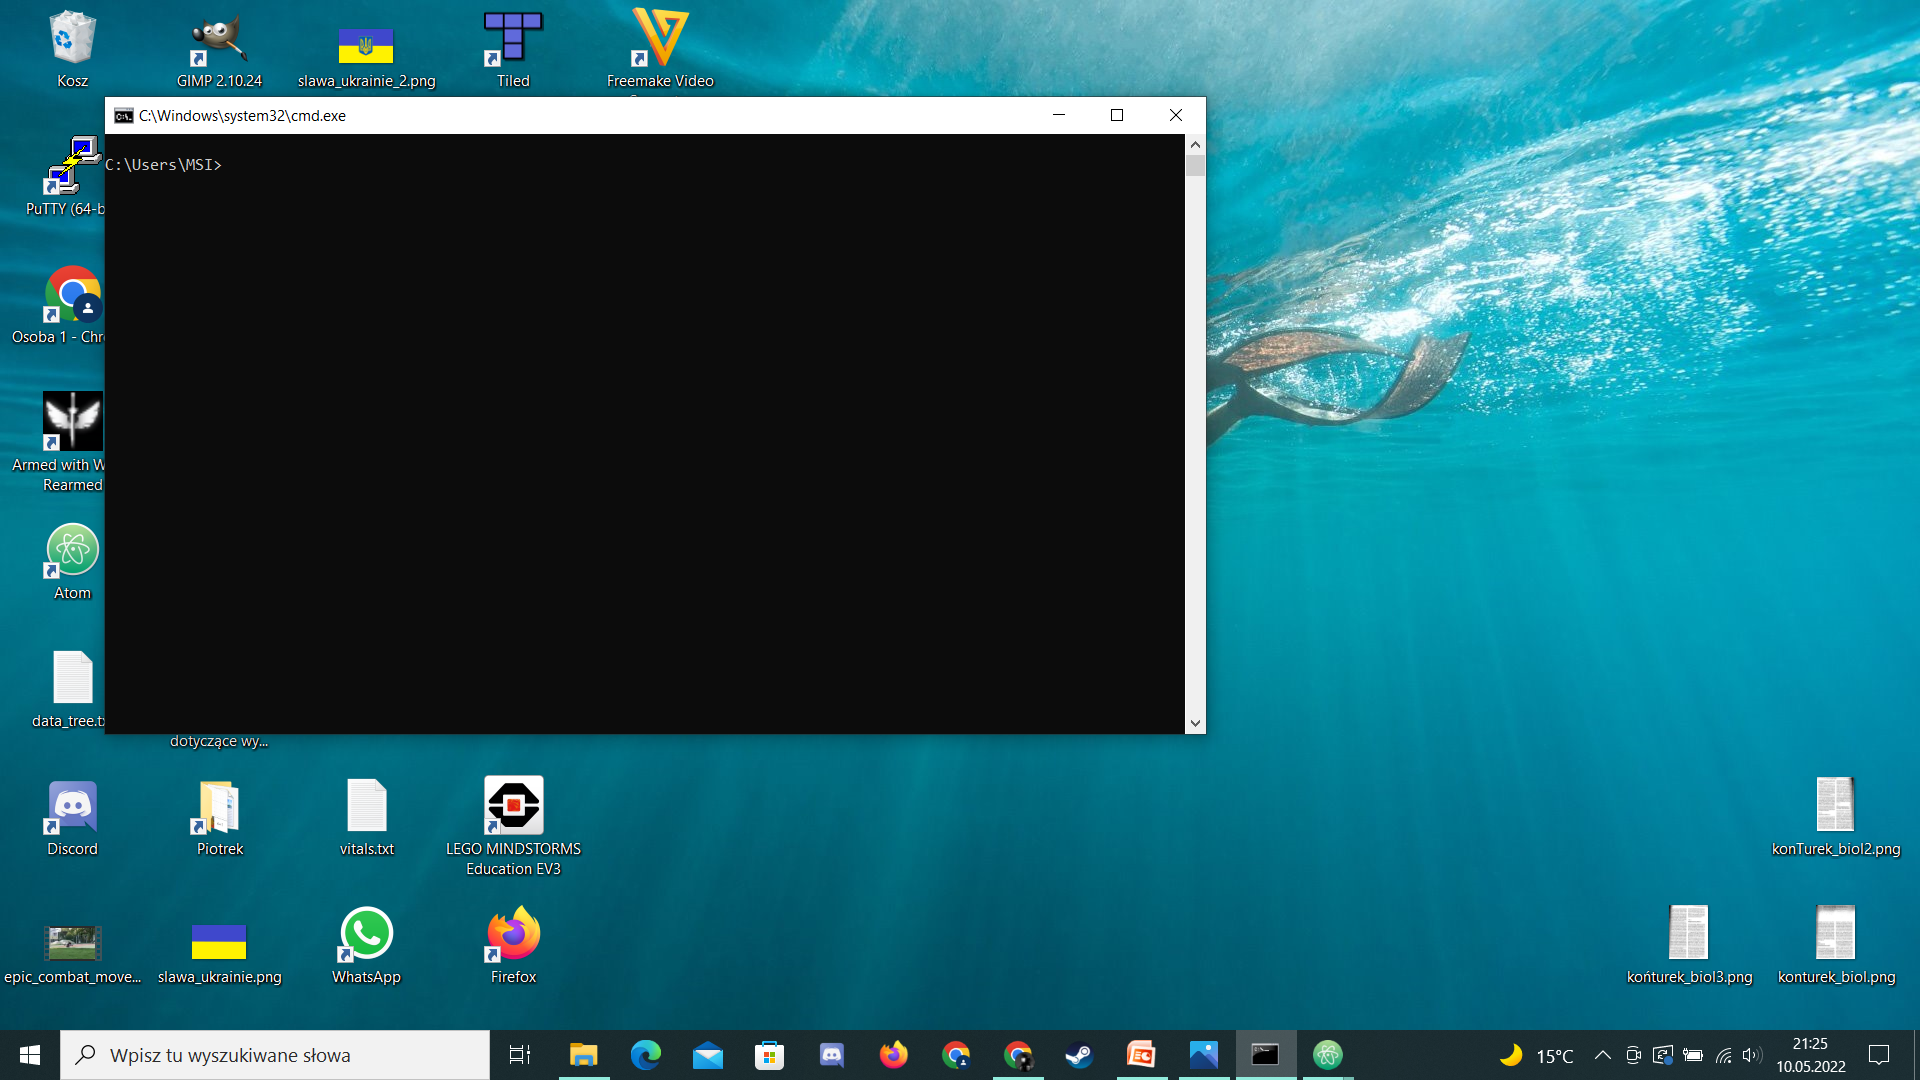 Kosz
GIMP 2.10.24
slawa_ukrainie_2.png
Tiled
Freemake Video
C:\Windows\system32\cmd.exe
C:\Users\MSI>
PuTTY (64-b
Osoba 1 - Chr
Armed with W
Rearmed
Atom
data_tree.t
dotyczące wy...
Discord
Piotrek
vitals.txt
LEGO MINDSTORMS
Education EV3
konTurek_biol2.png
epic_combat_move...
slawa_ukrainie.png
WhatsApp
Firefox
końturek_biol3.png
konturek_biol.png
Wpisz tu wyszukiwane słowa
15°C
21:25
10.05.2022